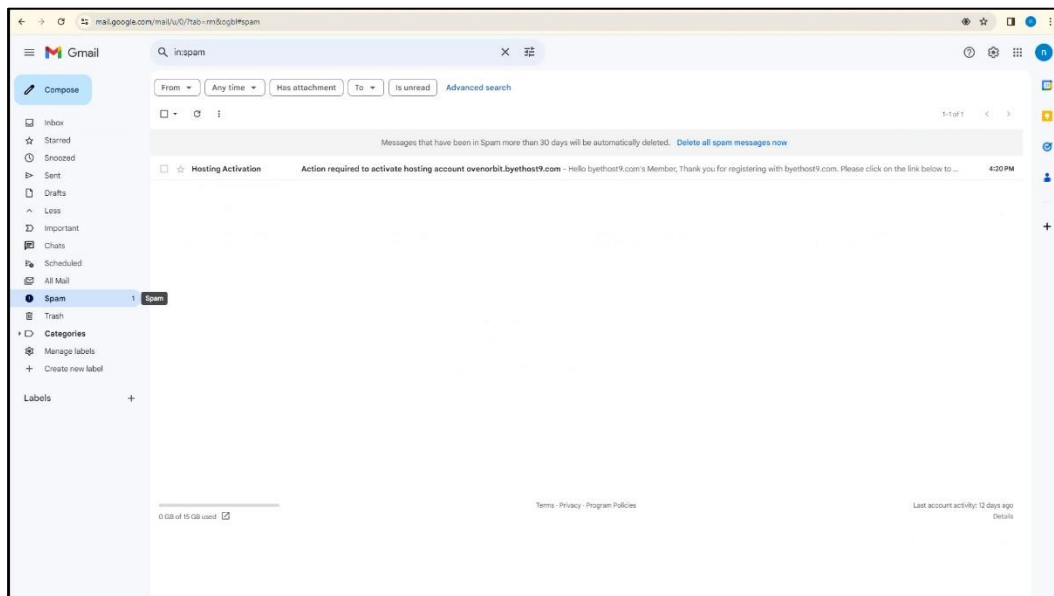 mail.google.com/mail/u/0/?tab=rm&ogbl#spam
Gmail
in:spam
n
Compose
From
Any time
Has attachment
To
Is unread
Advanced search
1–1 of 1
Inbox
Starred
Snoozed
Sent
Drafts
Less
Important
Chats
Scheduled
All Mail
Spam 1
Spam
Trash
Categories
Manage labels
Create new label
Labels
Messages that have been in Spam more than 30 days will be automatically deleted. Delete all spam messages now
Hosting Activation Action required to activate hosting account ovenorbit.byethost9.com - Hello byethost9.com's Member, Thank you for registering with byethost9.com. Please click on the link below to ... 4:20 PM
0 GB of 15 GB used
Terms · Privacy · Program Policies
Last account activity: 12 days ago
Details